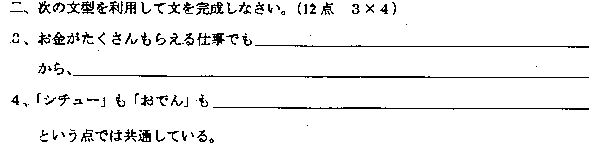 二、次の文型を利用して文を完成しなさい。(12点　3×4)
3、お金がたくさんもらえる仕事でも
から、
4、「シチュー」も「おでん」も
という点では共通している。